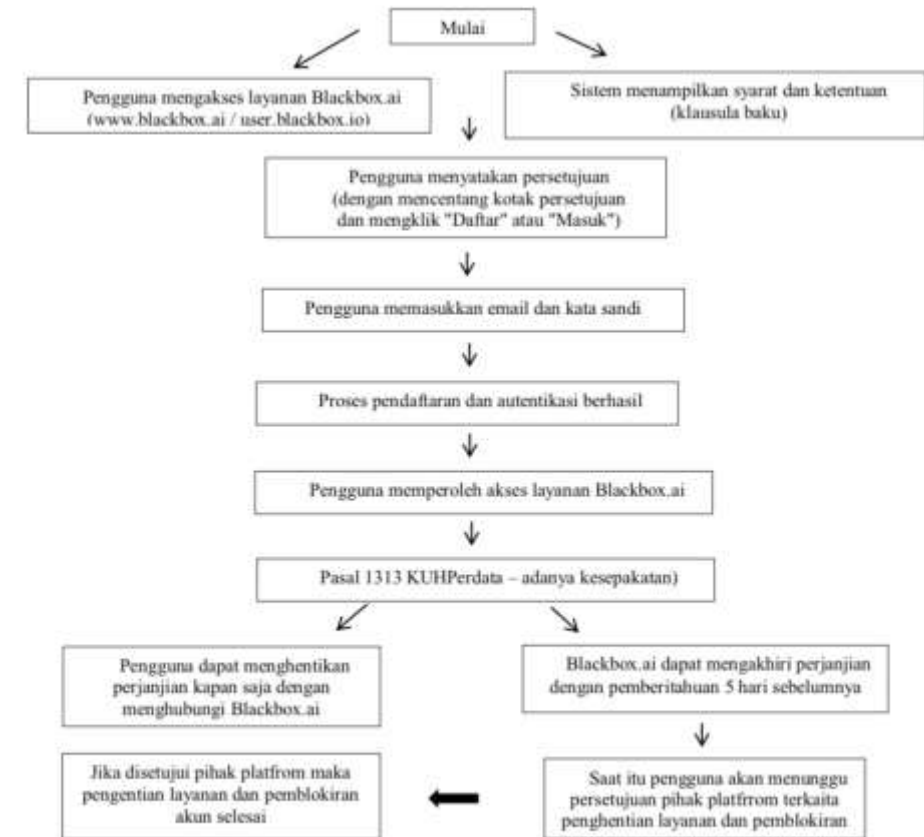 Mulai
Pengguna mengakses layanan Blackbox.ai
(www.blackbox.ai / user.blackbox.io)
Sistem menampilkan syarat dan ketentuan
(klausula baku)
Pengguna menyatakan persetujuan
(dengan mencentang kotak persetujuan
dan mengklik "Daftar" atau "Masuk")
Pengguna memasukkan email dan kata sandi
Proses pendaftaran dan autentikasi berhasil
Pengguna memperoleh akses layanan Blackbox.ai
Pasal 1313 KUHPerdata – adanya kesepakatan)
Pengguna dapat menghentikan
perjanjian kapan saja dengan
menghubungi Blackbox.ai
Blackbox.ai dapat mengakhiri perjanjian
dengan pemberitahuan 5 hari sebelumnya
Jika disetujui pihak platfrom maka
pengentian layanan dan pemblokiran
akun selesai
Saat itu pengguna akan menunggu
persetujuan pihak platfrrom terkaita
penghentian layanan dan pemblokiran